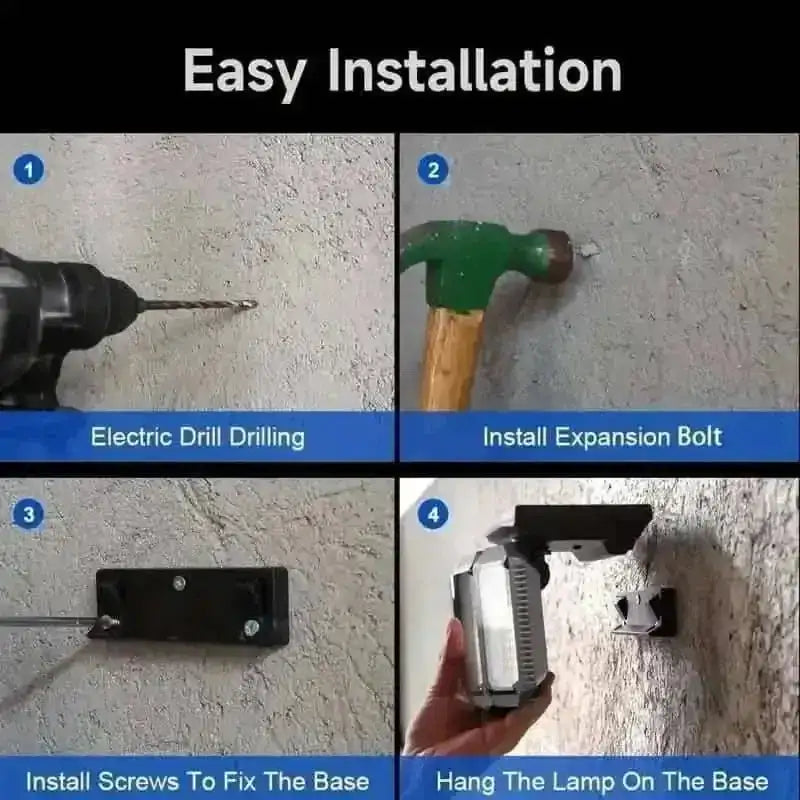 Easy Installation
1
2
Electric Drill Drilling
Install Expansion Bolt
3
4
Install Screws To Fix The Base
Hang The Lamp On The Base